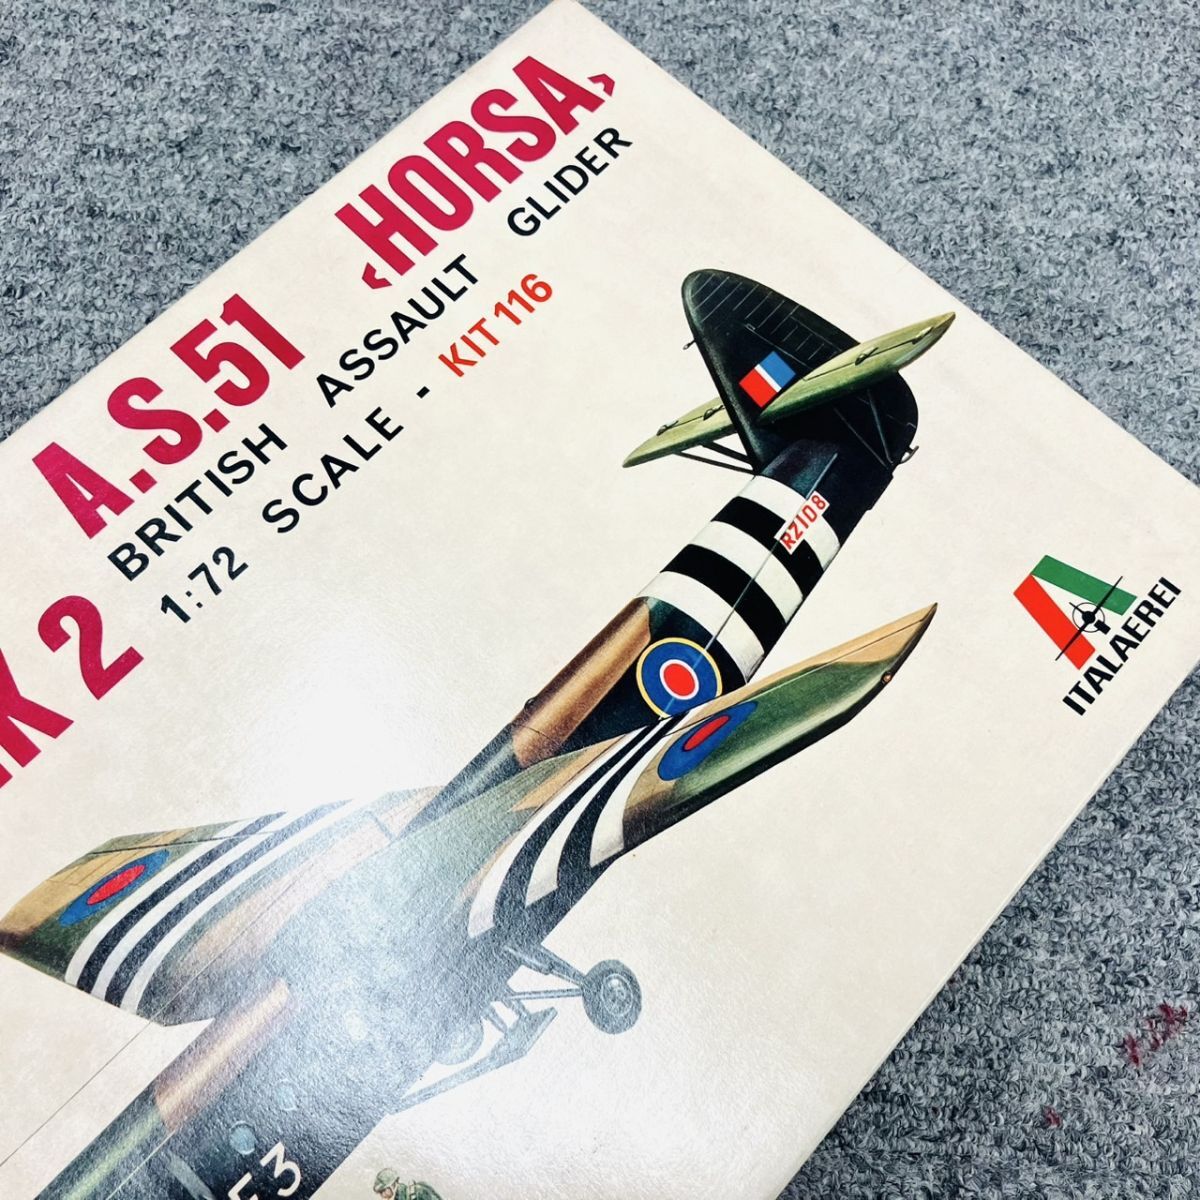 A.S.51 ‹HORSA›
2
BRITISH ASSAULT GLIDER
1:72 SCALE - KIT 116
RZ108
ITALAEREI